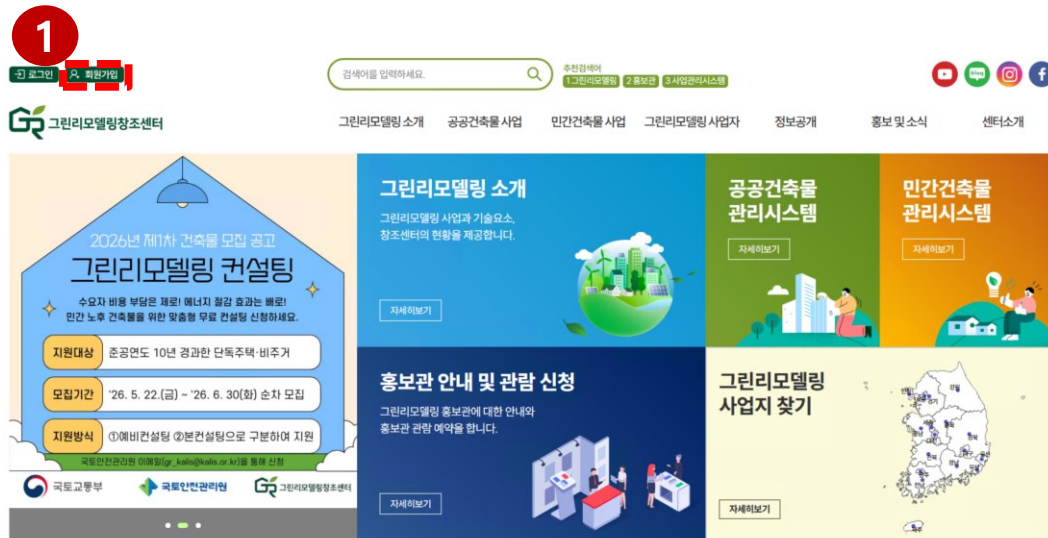 1
로그인
회원가입
검색어를 입력하세요.
추천검색어
1 그린리모델링 2 홍보관 3 사업관리시스템
blog
그린리모델링창조센터
그린리모델링 소개 공공건축물 사업 민간건축물 사업 그린리모델링 사업자 정보공개 홍보 및 소식 센터소개
2026년 제1차 건축물 모집 공고
그린리모델링 컨설팅
수요자 비용 부담은 제로! 에너지 절감 효과는 배로!
민간 노후 건축물을 위한 맞춤형 무료 컨설팅 신청하세요.
지원대상 준공연도 10년 경과한 단독주택·비주거
모집기간 '26. 5. 22.(금) ~ '26. 6. 30(화) 순차 모집
지원방식 ①예비컨설팅 ②본컨설팅으로 구분하여 지원
국토안전관리원 이메일(gr_kalis@kalis.or.kr)을 통해 신청
국토교통부 국토안전관리원 그린리모델링창조센터
그린리모델링 소개
그린리모델링 사업과 기술요소,
창조센터의 현황을 제공합니다.
자세히보기
공공건축물
관리시스템
자세히보기
민간건축물
관리시스템
자세히보기
홍보관 안내 및 관람 신청
그린리모델링 홍보관에 대한 안내와
홍보관 관람 예약을 합니다.
자세히보기
그린리모델링
사업지 찾기
자세히보기
강원
경기
충남
경북
전북
경남
제주